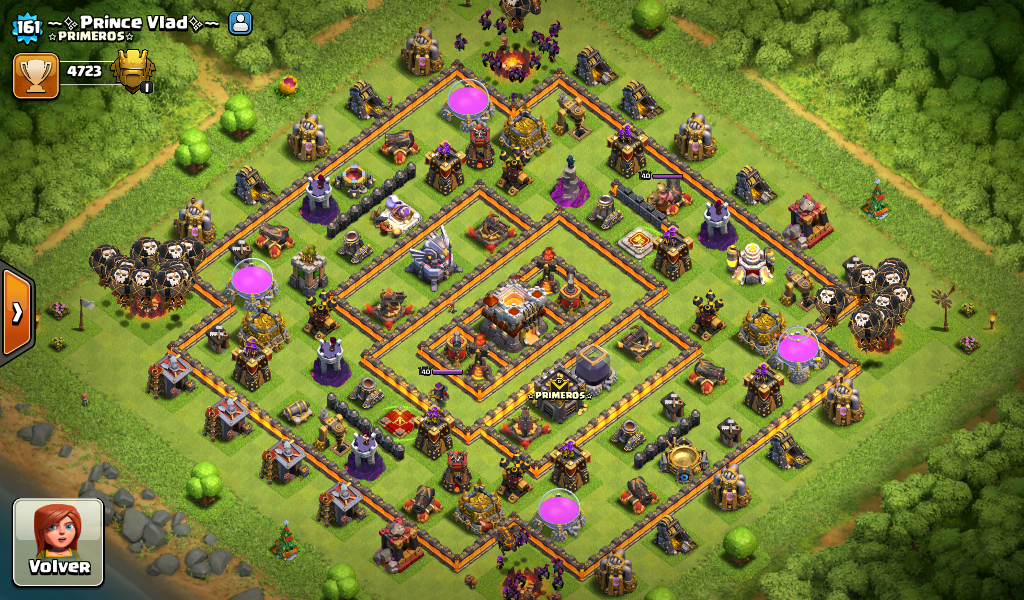 161
~✧Prince Vlad✧~
☆PRIMEROS☆
4723
I
40
40
☆PRIMEROS☆
Volver